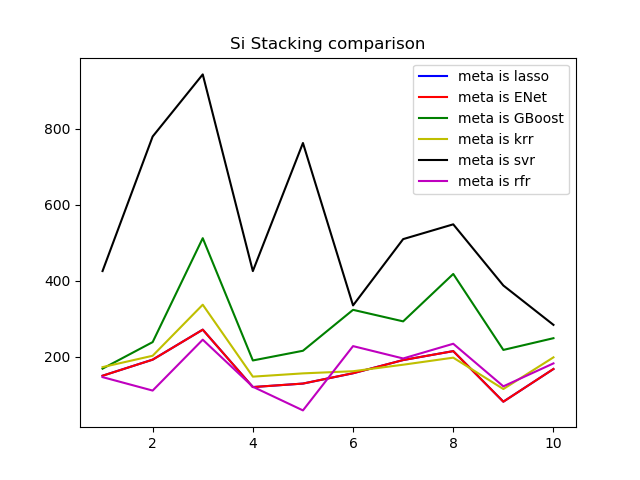 Si Stacking comparison
meta is lasso
meta is ENet
meta is GBoost
meta is krr
meta is svr
meta is rfr
800
600
400
200
2 4 6 8 10